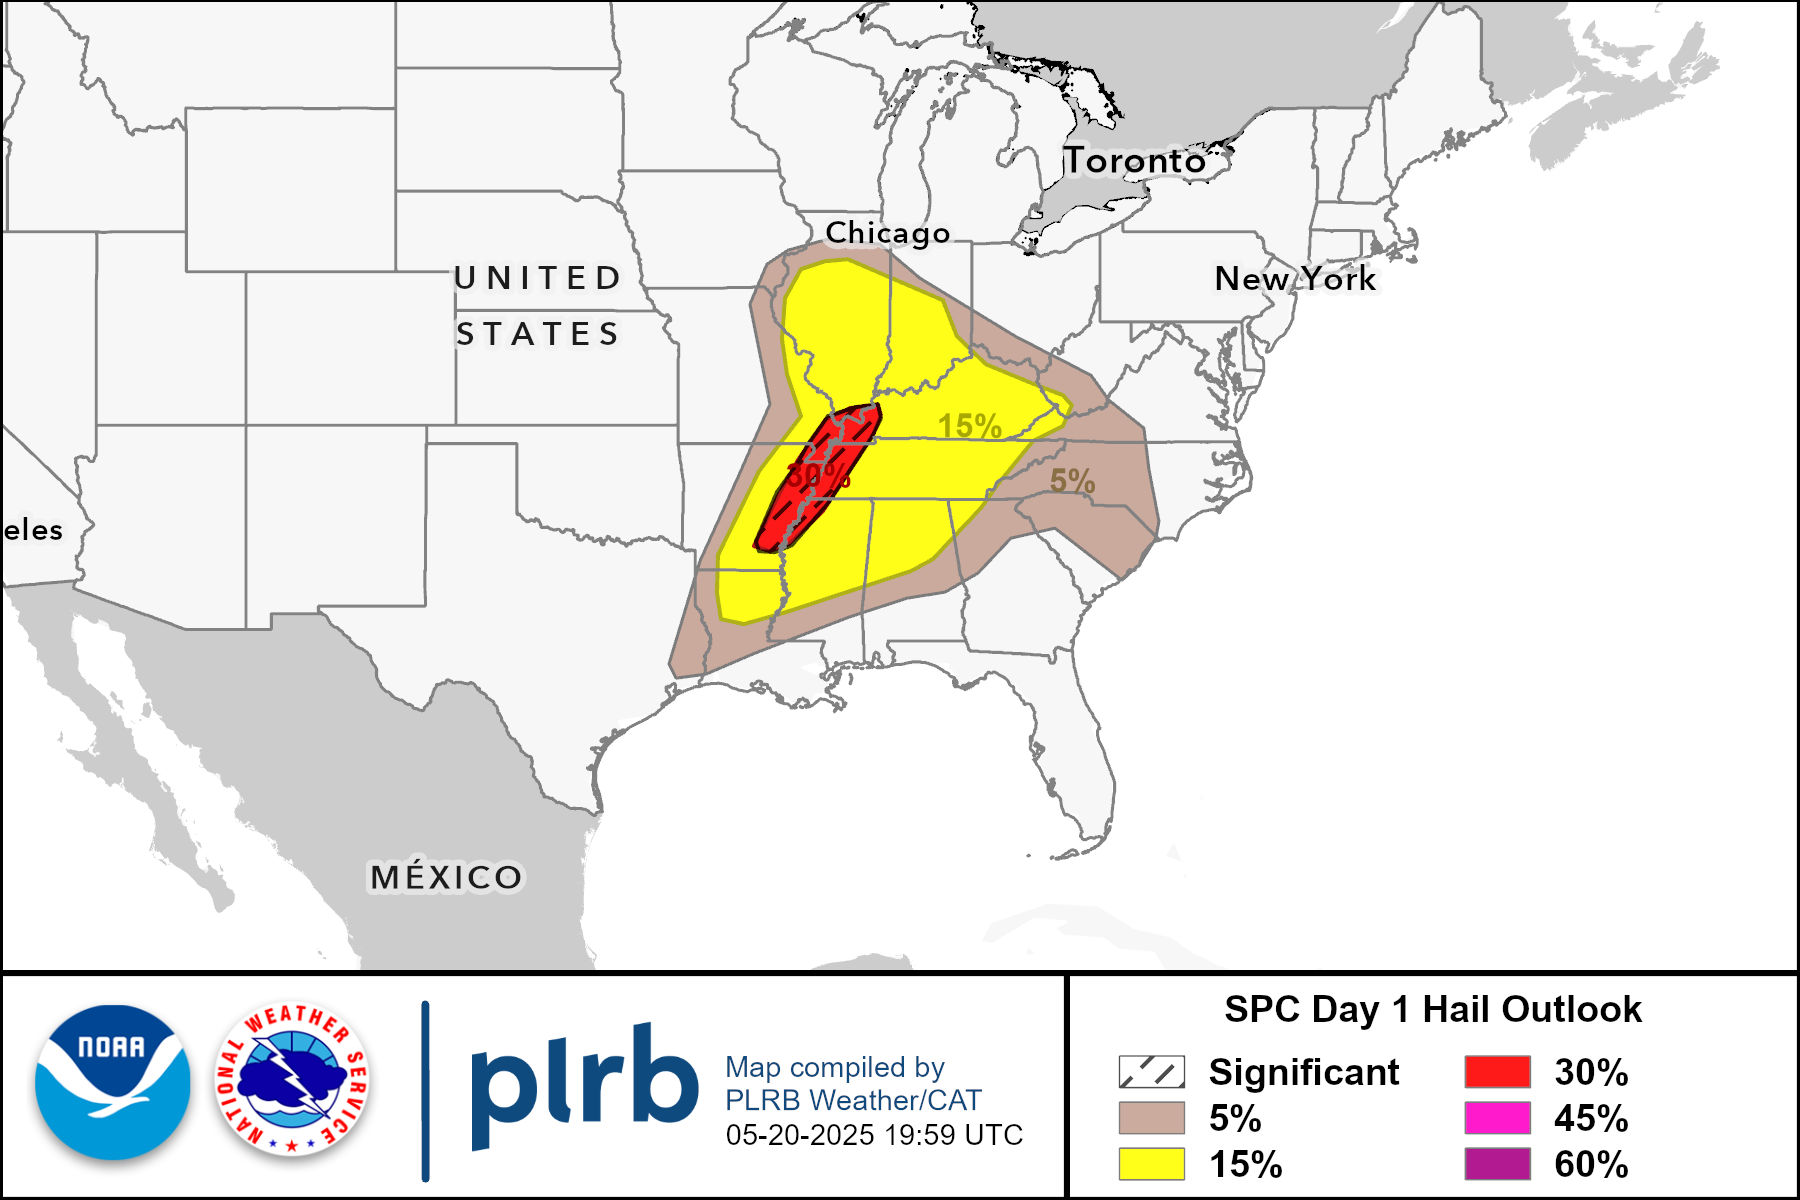 Toronto
Chicago
UNITED
New York
STATES
15%
30%
5%
eles
MÉXICO
NOAA
NATIONAL WEATHER SERVICE
plrb
Map compiled by
PLRB Weather/CAT
05-20-2025 19:59 UTC
SPC Day 1 Hail Outlook
Significant
5%
15%
30%
45%
60%